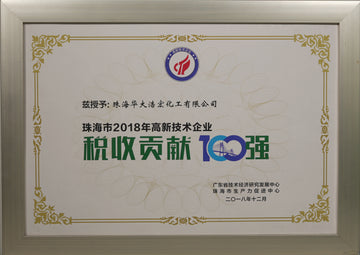 兹授予：珠海华大浩宏化工有限公司
珠海市2018年高新技术企业
税收贡献100强
广东省技术经济研究发展中心
珠海市生产力促进中心
二〇一八年十二月